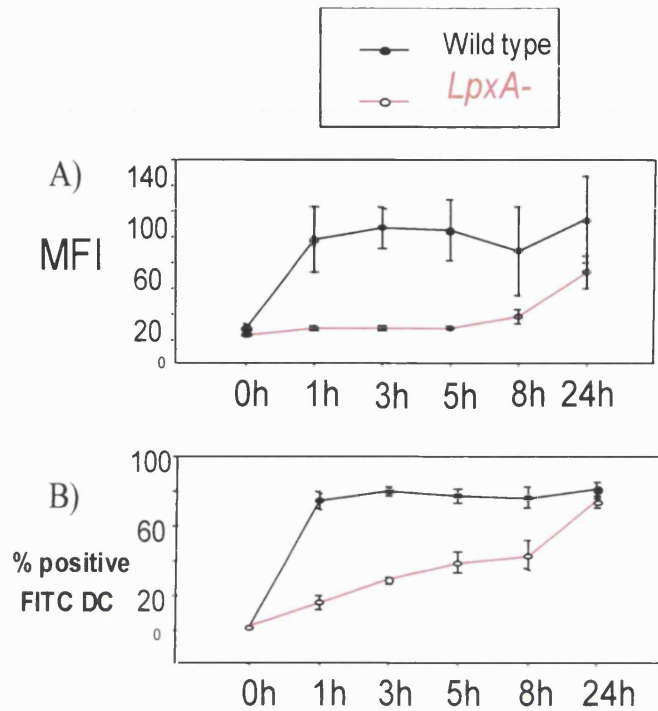 Wild type
LpxA-
A)
MFI
140
100
60
20
0
0h 1h 3h 5h 8h 24h
B)
% positive
FITC DC
100
60
20
0
0h 1h 3h 5h 8h 24h